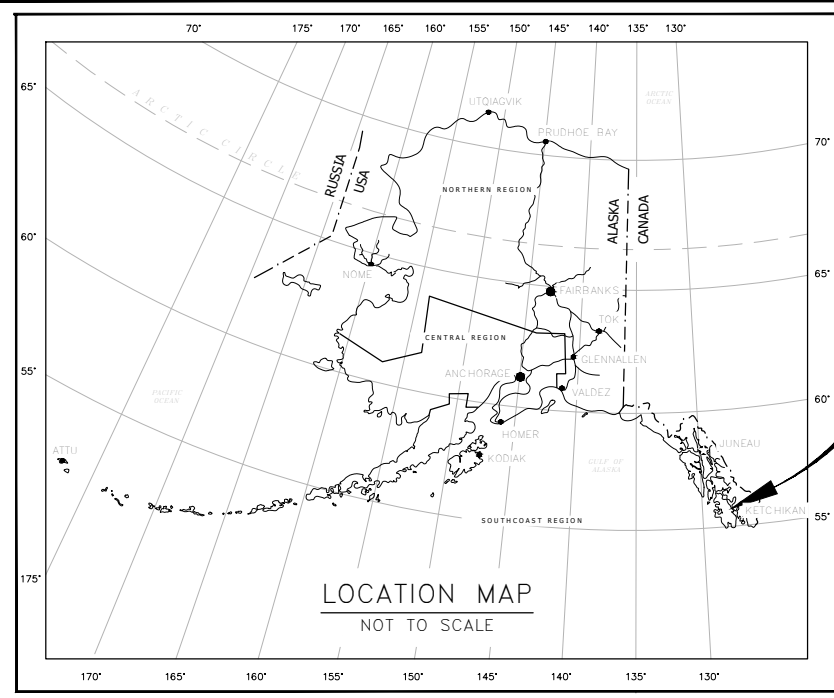 70° 175° 170° 165° 160° 155° 150° 145° 140° 135° 130°
65°
ARCTIC CIRCLE
UTQIAGVIK
ARCTIC
OCEAN
PRUDHOE BAY
70°
RUSSIA
USA
NORTHERN REGION
ALASKA
CANADA
60°
NOME
65°
FAIRBANKS
TOK
CENTRAL REGION
GLENNALLEN
55°
ANCHORAGE
PACIFIC
OCEAN
VALDEZ
60°
HOMER
JUNEAU
ATTU
KODIAK
GULF OF
ALASKA
KETCHIKAN
55°
SOUTHCOAST REGION
175°
LOCATION MAP
NOT TO SCALE
170° 165° 160° 155° 150° 145° 140° 135° 130°